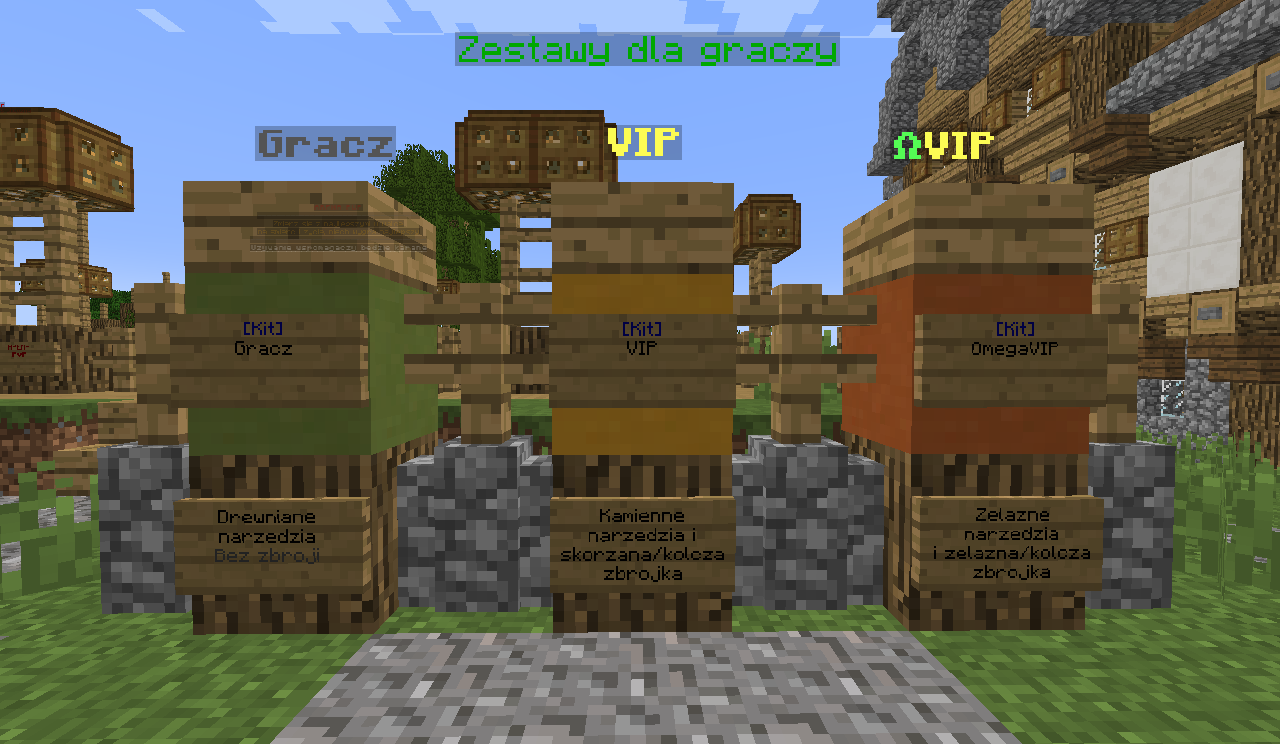 Zestawy dla graczy
Gracz
VIP
ΩVIP
[Kit]
Gracz
[Kit]
VIP
[Kit]
OmegaVIP
Drewniane
narzedzia
Bez zbroji
Kamienne
narzedzia i
skorzana/kolcza
zbrojka
Zelazne
narzedzia
i zelazna/kolcza
zbrojka